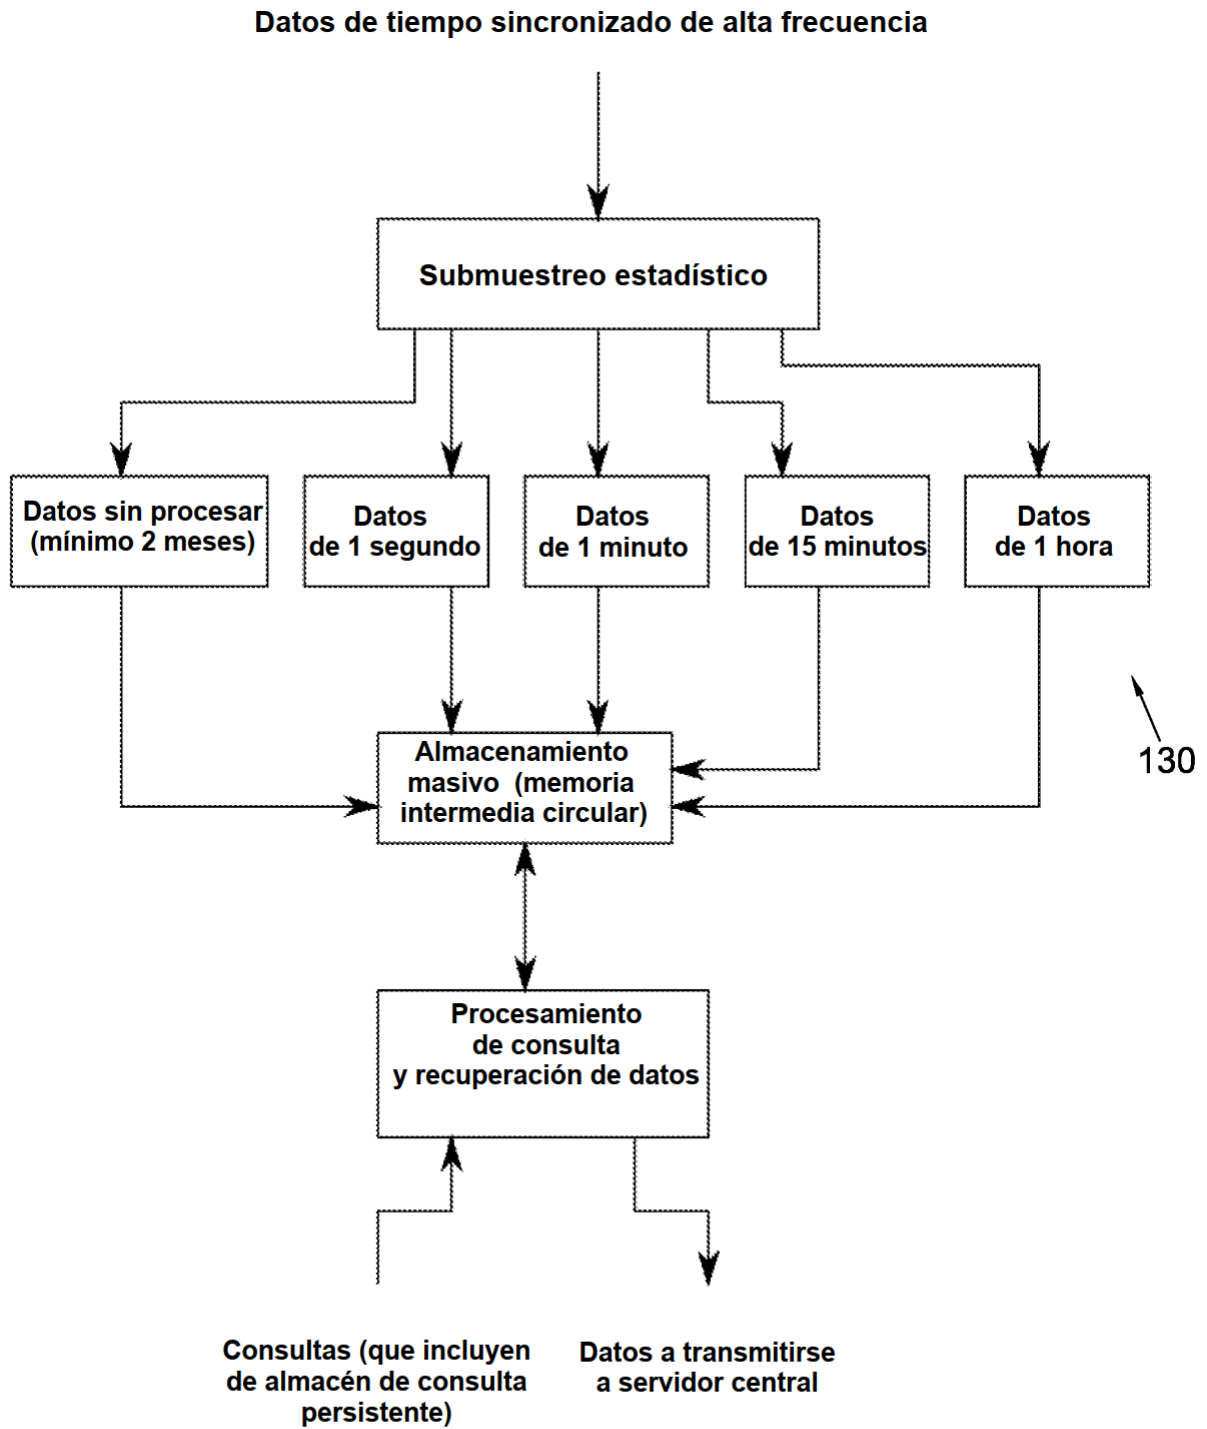 Datos de tiempo sincronizado de alta frecuencia
Submuestreo estadístico
Datos sin procesar
(mínimo 2 meses)
Datos
de 1 segundo
Datos
de 1 minuto
Datos
de 15 minutos
Datos
de 1 hora
130
Almacenamiento
masivo (memoria
intermedia circular)
Procesamiento
de consulta
y recuperación de datos
Consultas (que incluyen
de almacén de consulta
persistente)
Datos a transmitirse
a servidor central